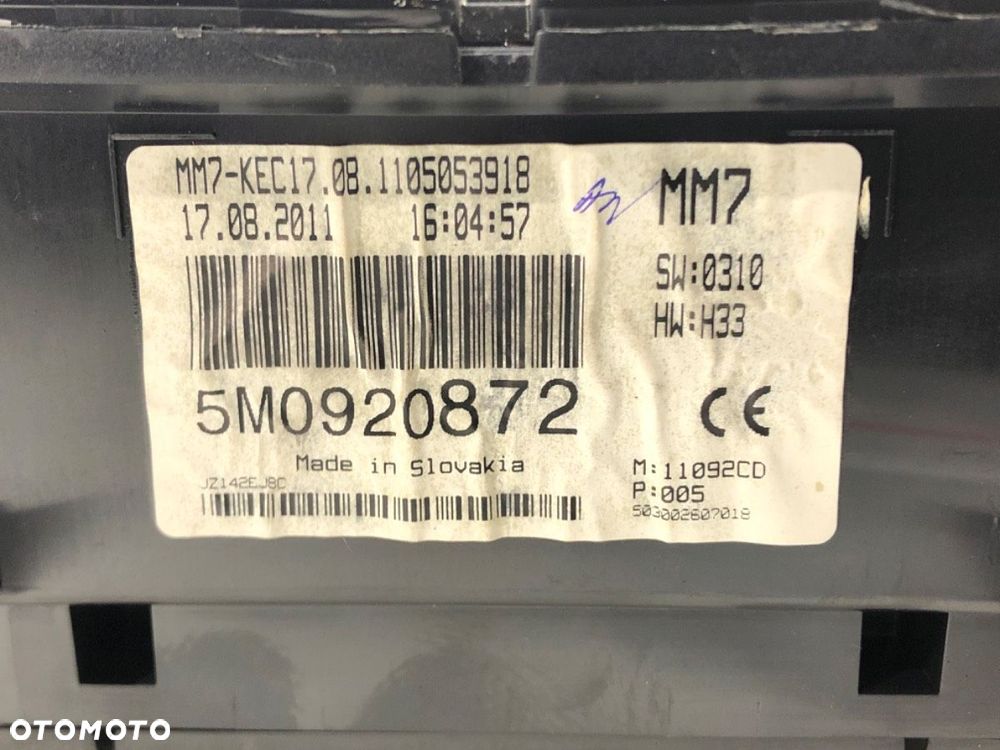 MM7-KEC17.08.1105053918
17.08.2011 16:04:57
MM7
SW:0310
HW:H33
5M0920872
CE
Made in Slovakia
M:11092CD
P:005
JZ142EJ8C
503002607018
OTOMOTO